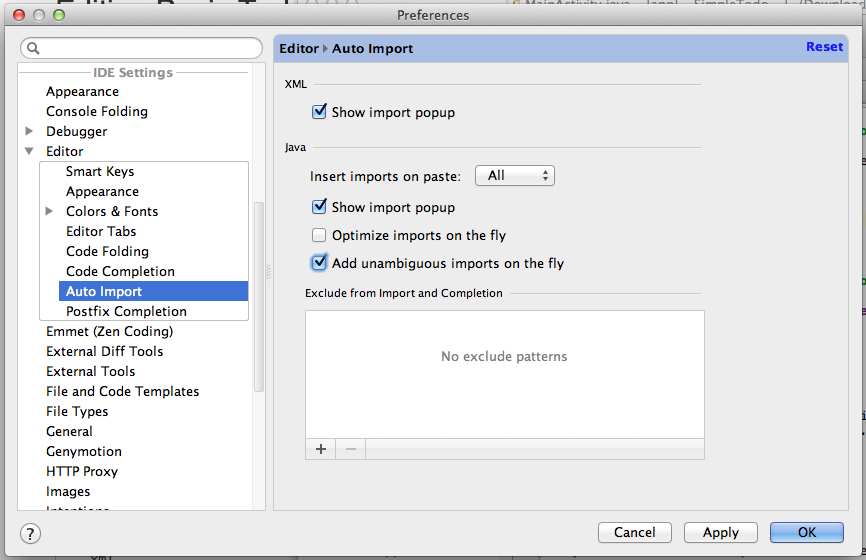 Preferences
Editor ▸ Auto Import
Reset
IDE Settings
Appearance
Console Folding
Debugger
Editor
Smart Keys
Appearance
Colors & Fonts
Editor Tabs
Code Folding
Code Completion
Auto Import
Postfix Completion
Emmet (Zen Coding)
External Diff Tools
External Tools
File and Code Templates
File Types
General
Genymotion
HTTP Proxy
Images
XML
Show import popup
Java
Insert imports on paste: All
Show import popup
Optimize imports on the fly
Add unambiguous imports on the fly
Exclude from Import and Completion
No exclude patterns
+ −
?
Cancel
Apply
OK